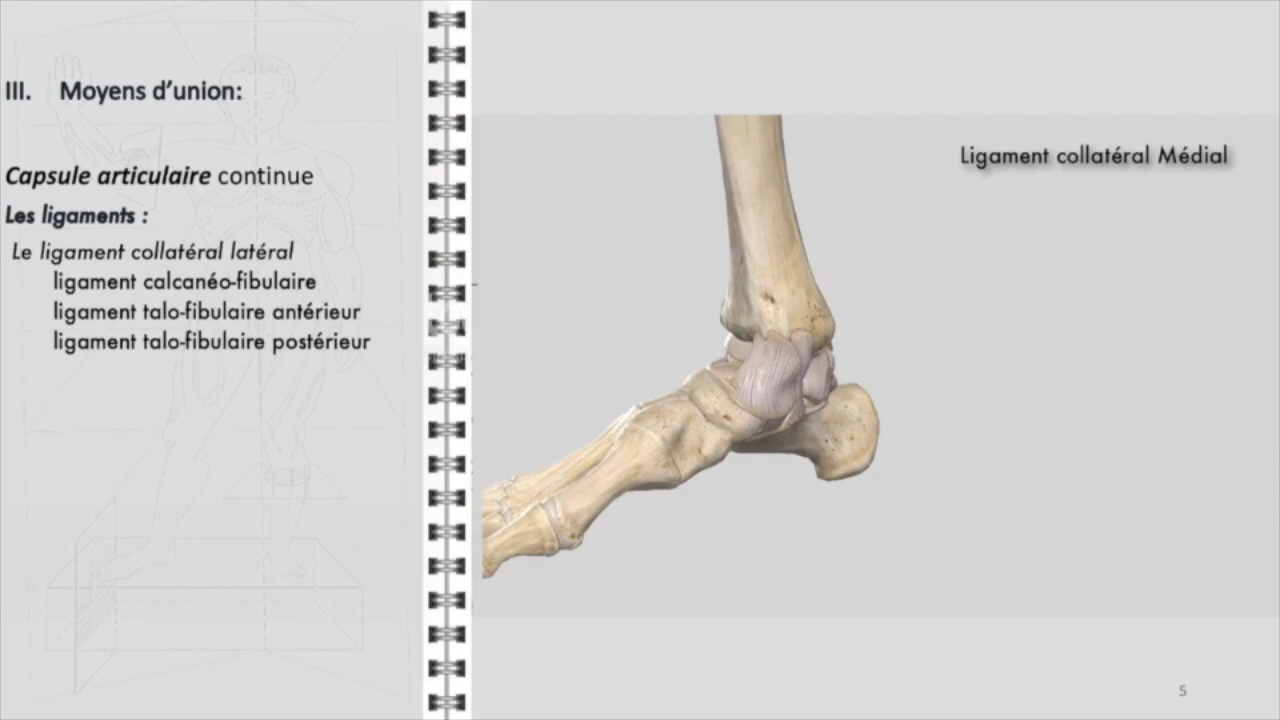 III. Moyens d’union:
Capsule articulaire continue
Les ligaments :
Le ligament collatéral latéral
ligament calcanéo-fibulaire
ligament talo-fibulaire antérieur
ligament talo-fibulaire postérieur
Ligament collatéral Médial
5